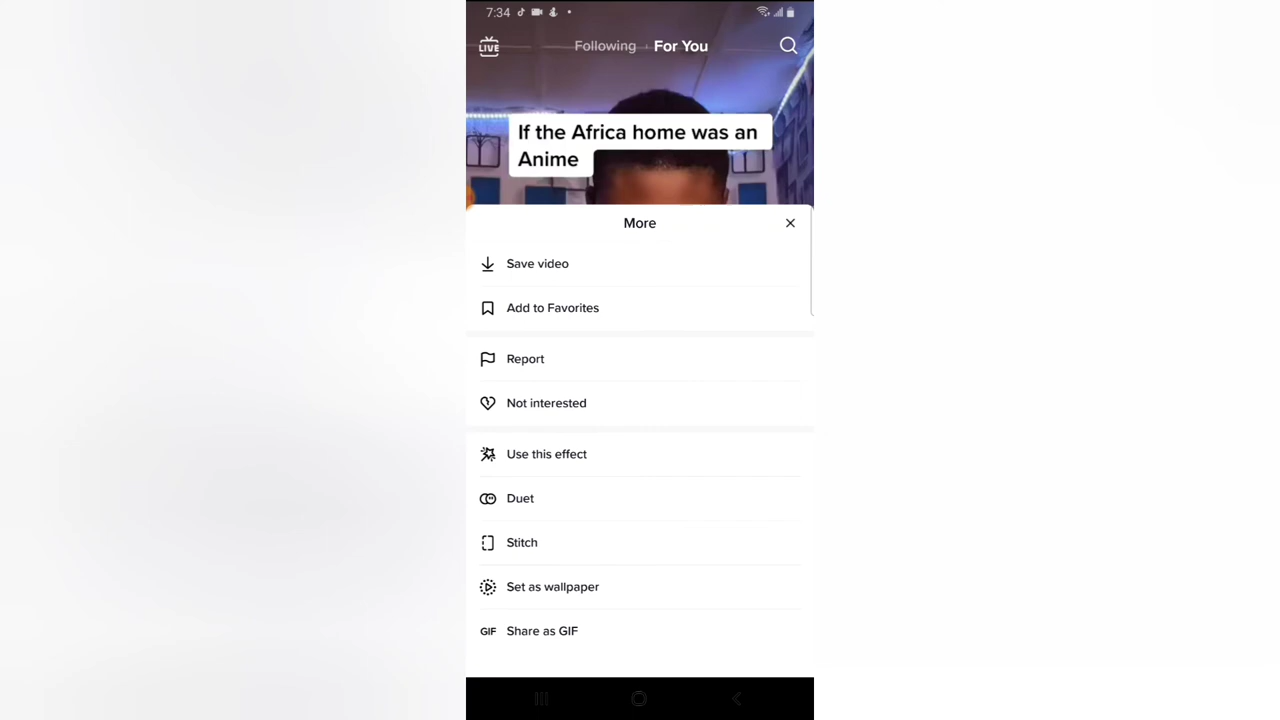 7:34
LIVE
Following
For You
If the Africa home was an
Anime
More
Save video
Add to Favorites
Report
Not interested
Use this effect
Duet
Stitch
Set as wallpaper
GIF Share as GIF